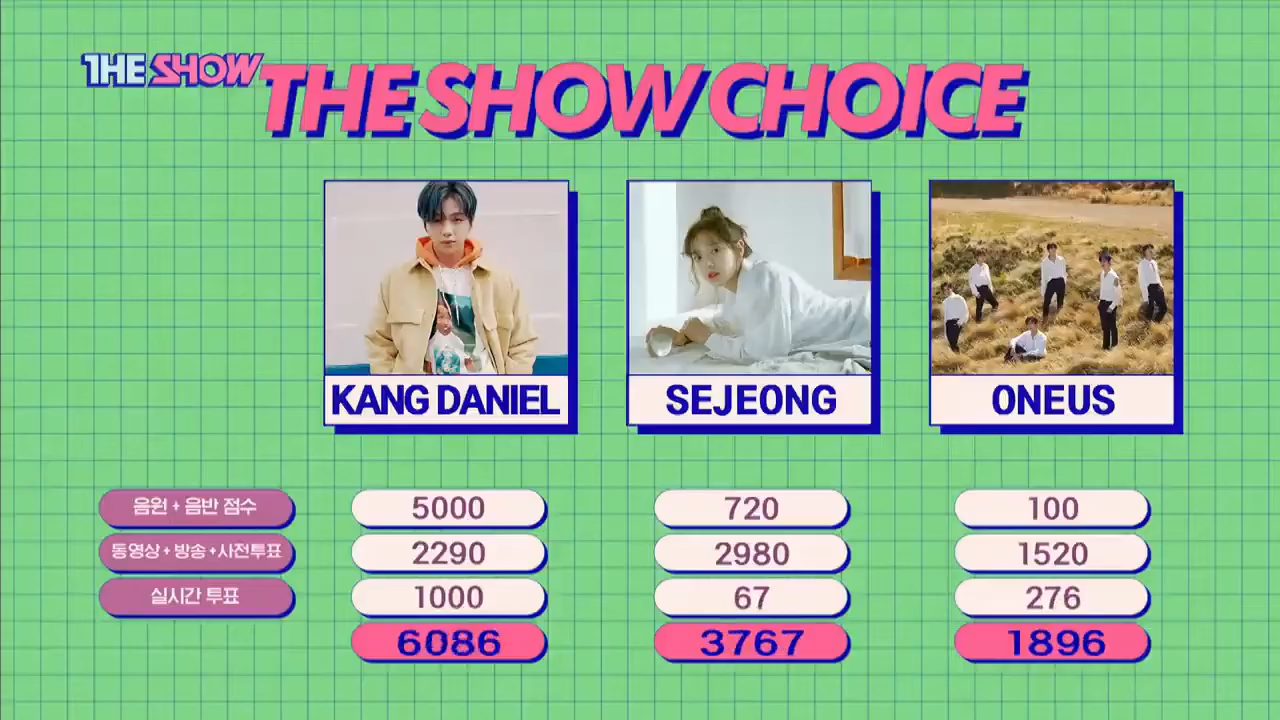 THE SHOW
THE SHOW CHOICE
KANG DANIEL
SEJEONG
ONEUS
음원 + 음반 점수
5000
720
100
동영상 + 방송 +사전투표
2290
2980
1520
실시간 투표
1000
67
276
6086
3767
1896